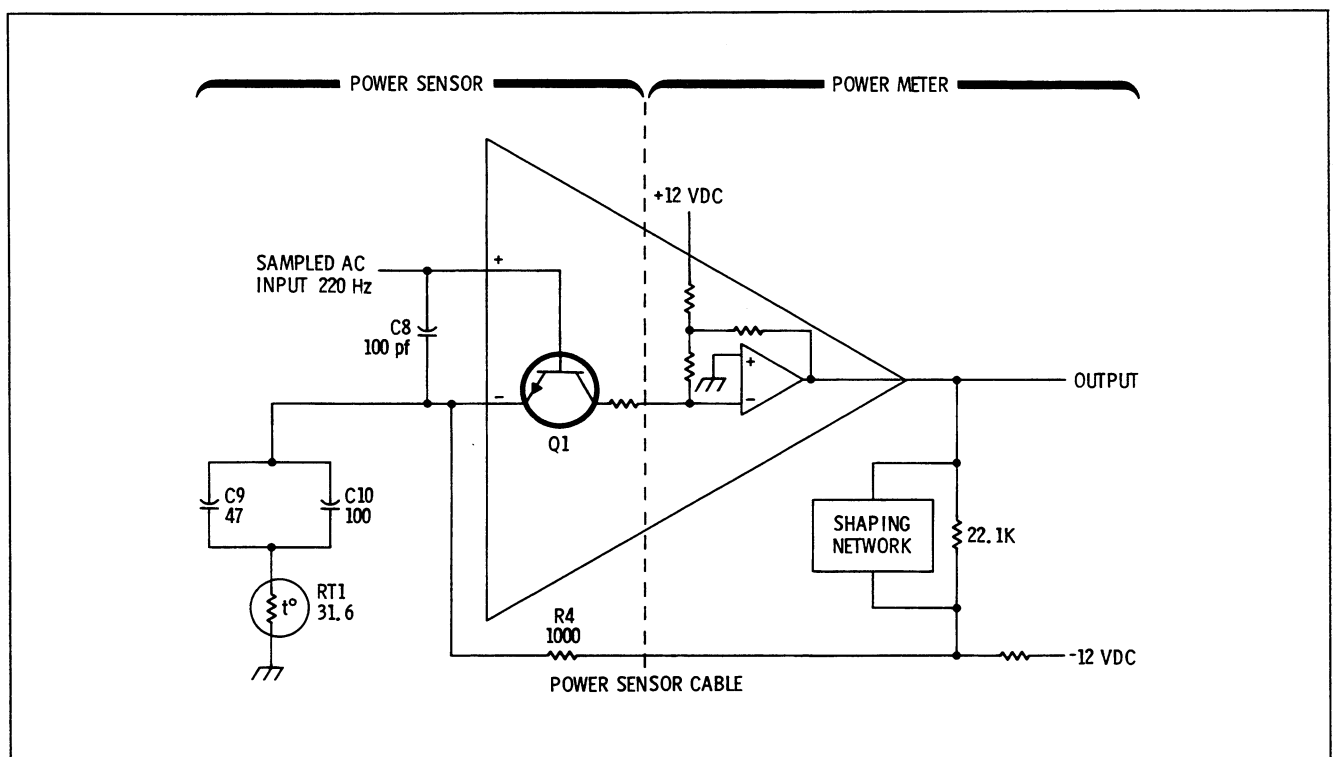 POWER SENSOR
POWER METER
+12 VDC
SAMPLED AC
INPUT 220 Hz
+
C8
100 pf
+
OUTPUT
-
-
Q1
C9
47
C10
100
SHAPING
NETWORK
22.1K
RT1
31.6
t°
R4
1000
-12 VDC
POWER SENSOR CABLE